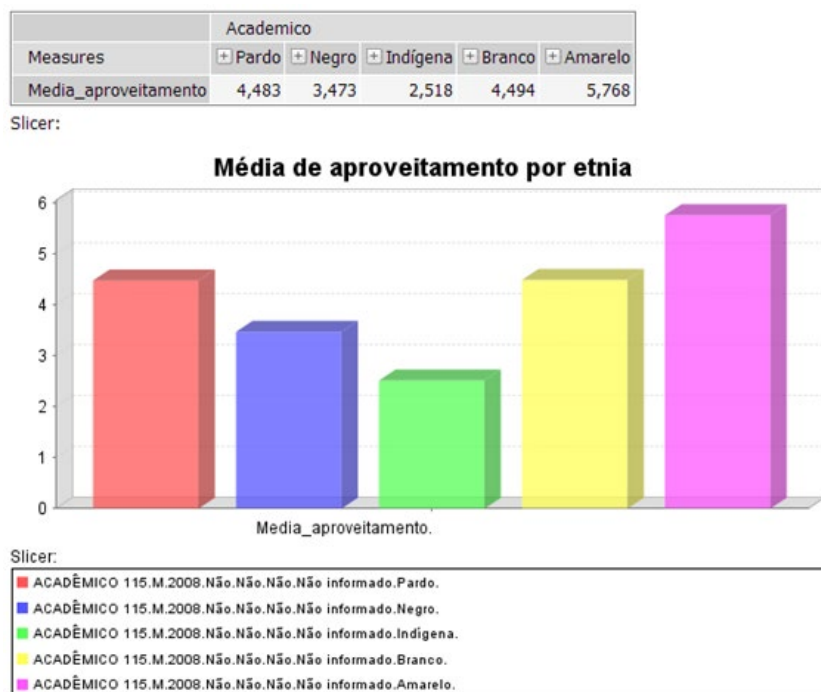 Academico
Measures + Pardo + Negro + Indígena + Branco + Amarelo
Media_aproveitamento 4,483 3,473 2,518 4,494 5,768
Slicer:
Média de aproveitamento por etnia
6
5
4
3
2
1
0
Media_aproveitamento.
Slicer:
ACADÊMICO 115.M.2008.Não.Não.Não.Não informado.Pardo.
ACADÊMICO 115.M.2008.Não.Não.Não.Não informado.Negro.
ACADÊMICO 115.M.2008.Não.Não.Não.Não informado.Indígena.
ACADÊMICO 115.M.2008.Não.Não.Não.Não informado.Branco.
ACADÊMICO 115.M.2008.Não.Não.Não.Não informado.Amarelo.